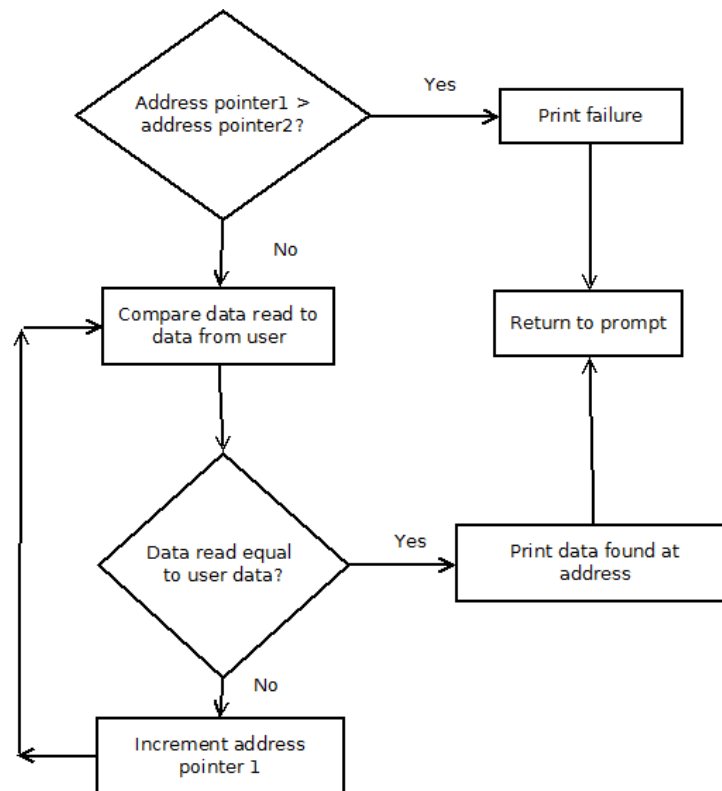 Address pointer1 >
address pointer2?
Yes
Print failure
No
Compare data read to
data from user
Return to prompt
Data read equal
to user data?
Yes
Print data found at
address
No
Increment address
pointer 1